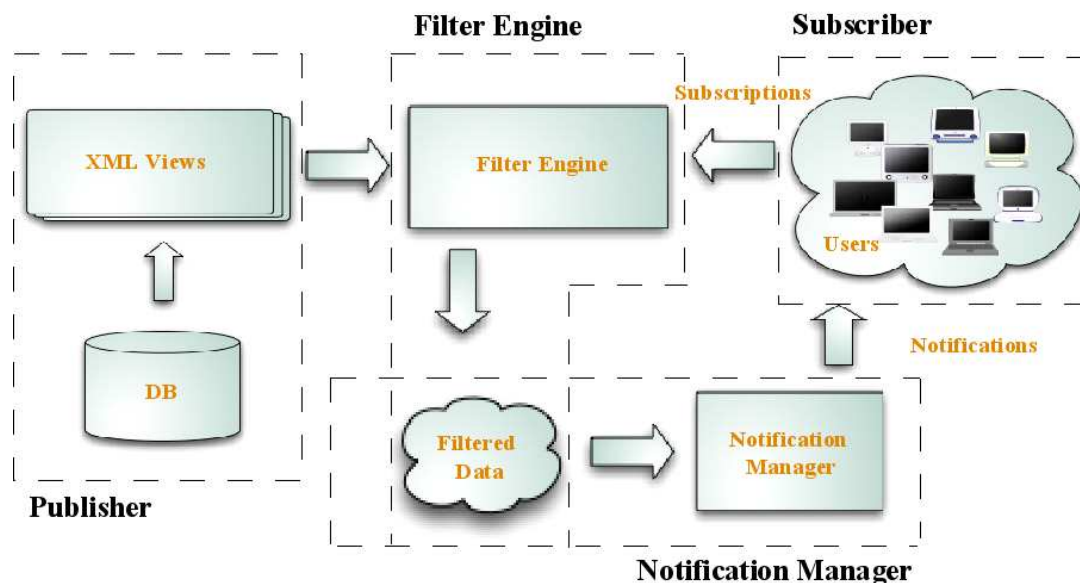 Filter Engine
Subscriber
Subscriptions
XML Views
Filter Engine
Users
Notifications
DB
Filtered
Data
Notification
Manager
Publisher
Notification Manager